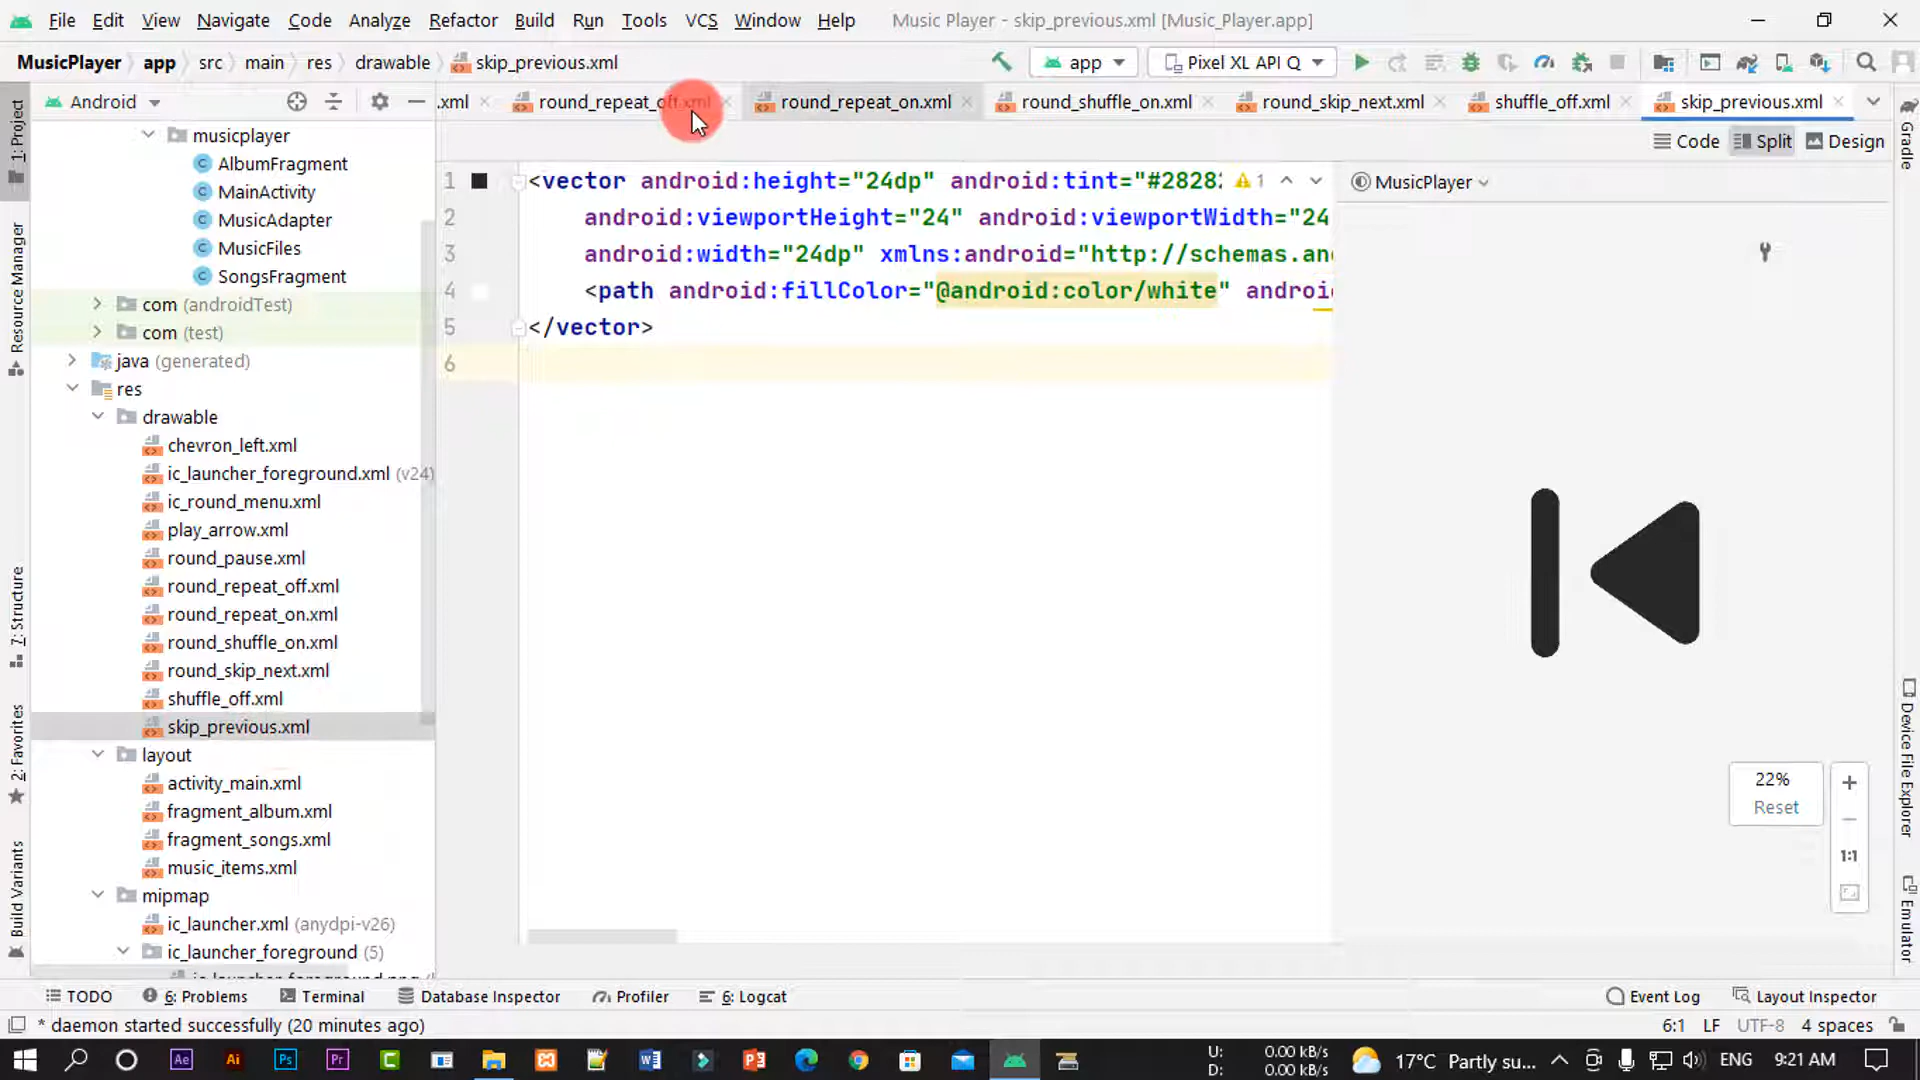 File Edit View Navigate Code Analyze Refactor Build Run Tools VCS Window Help Music Player - skip_previous.xml [Music_Player.app]
MusicPlayer app src main res drawable skip_previous.xml app Pixel XL API Q
1: Project
Resource Manager
7: Structure
2: Favorites
Build Variants
Android
.xml round_repeat_off.xml round_repeat_on.xml round_shuffle_on.xml round_skip_next.xml shuffle_off.xml skip_previous.xml
Code Split Design
musicplayer
AlbumFragment
MainActivity
MusicAdapter
MusicFiles
SongsFragment
com (androidTest)
com (test)
java (generated)
res
drawable
chevron_left.xml
ic_launcher_foreground.xml (v24)
ic_round_menu.xml
play_arrow.xml
round_pause.xml
round_repeat_off.xml
round_repeat_on.xml
round_shuffle_on.xml
round_skip_next.xml
shuffle_off.xml
skip_previous.xml
layout
activity_main.xml
fragment_album.xml
fragment_songs.xml
music_items.xml
mipmap
ic_launcher.xml (anydpi-v26)
ic_launcher_foreground (5)
1 <vector android:height="24dp" android:tint="#2828 1
2 android:viewportHeight="24" android:viewportWidth="24
3 android:width="24dp" xmlns:android="http://schemas.an
4 <path android:fillColor="@android:color/white" androi
5 </vector>
6
MusicPlayer
22%
Reset
1:1
Gradle
Device File Explorer
Emulator
TODO 6: Problems Terminal Database Inspector Profiler 6: Logcat Event Log Layout Inspector
* daemon started successfully (20 minutes ago) 6:1 LF UTF-8 4 spaces
U: 0.00 kB/s
D: 0.00 kB/s
17°C Partly su... ENG 9:21 AM